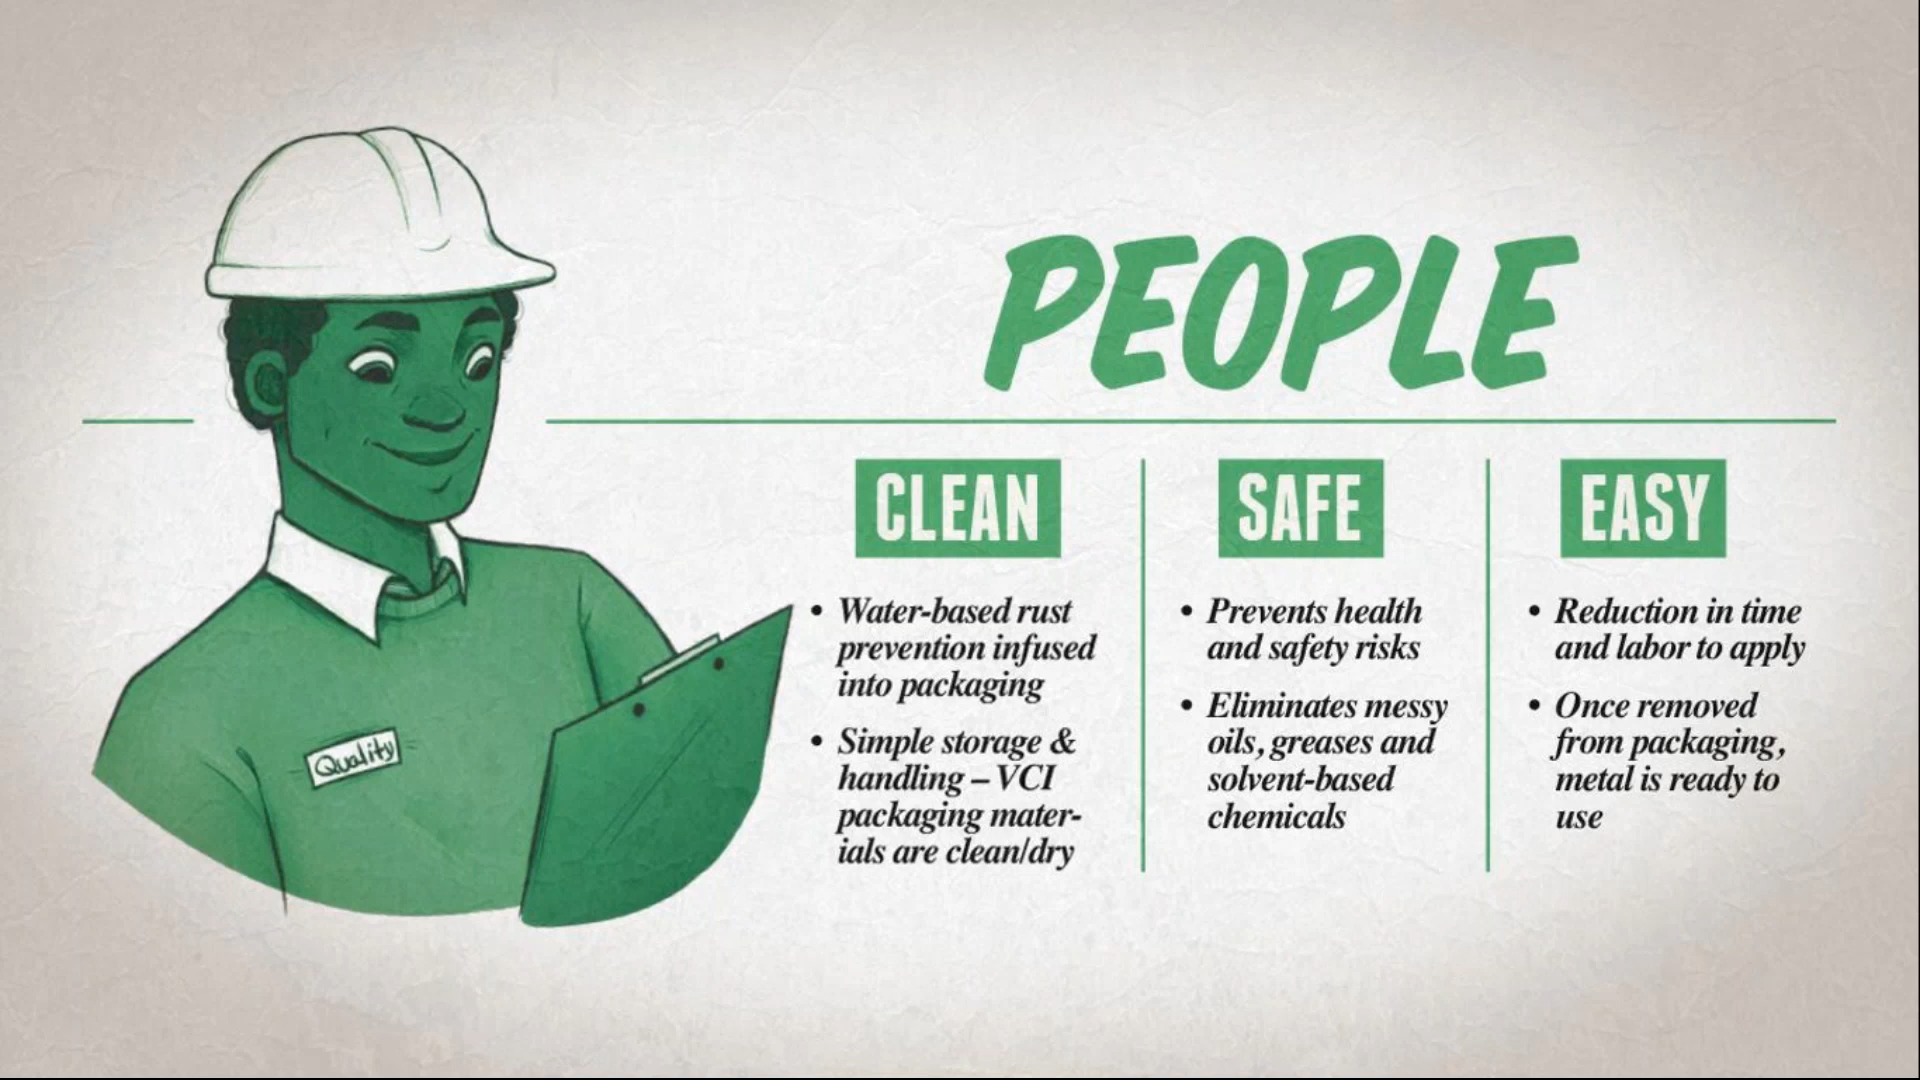 PEOPLE
CLEAN
• Water-based rust
prevention infused
into packaging
• Simple storage &
handling – VCI
packaging mater-
ials are clean/dry
SAFE
• Prevents health
and safety risks
• Eliminates messy
oils, greases and
solvent-based
chemicals
EASY
• Reduction in time
and labor to apply
• Once removed
from packaging,
metal is ready to
use
Quality